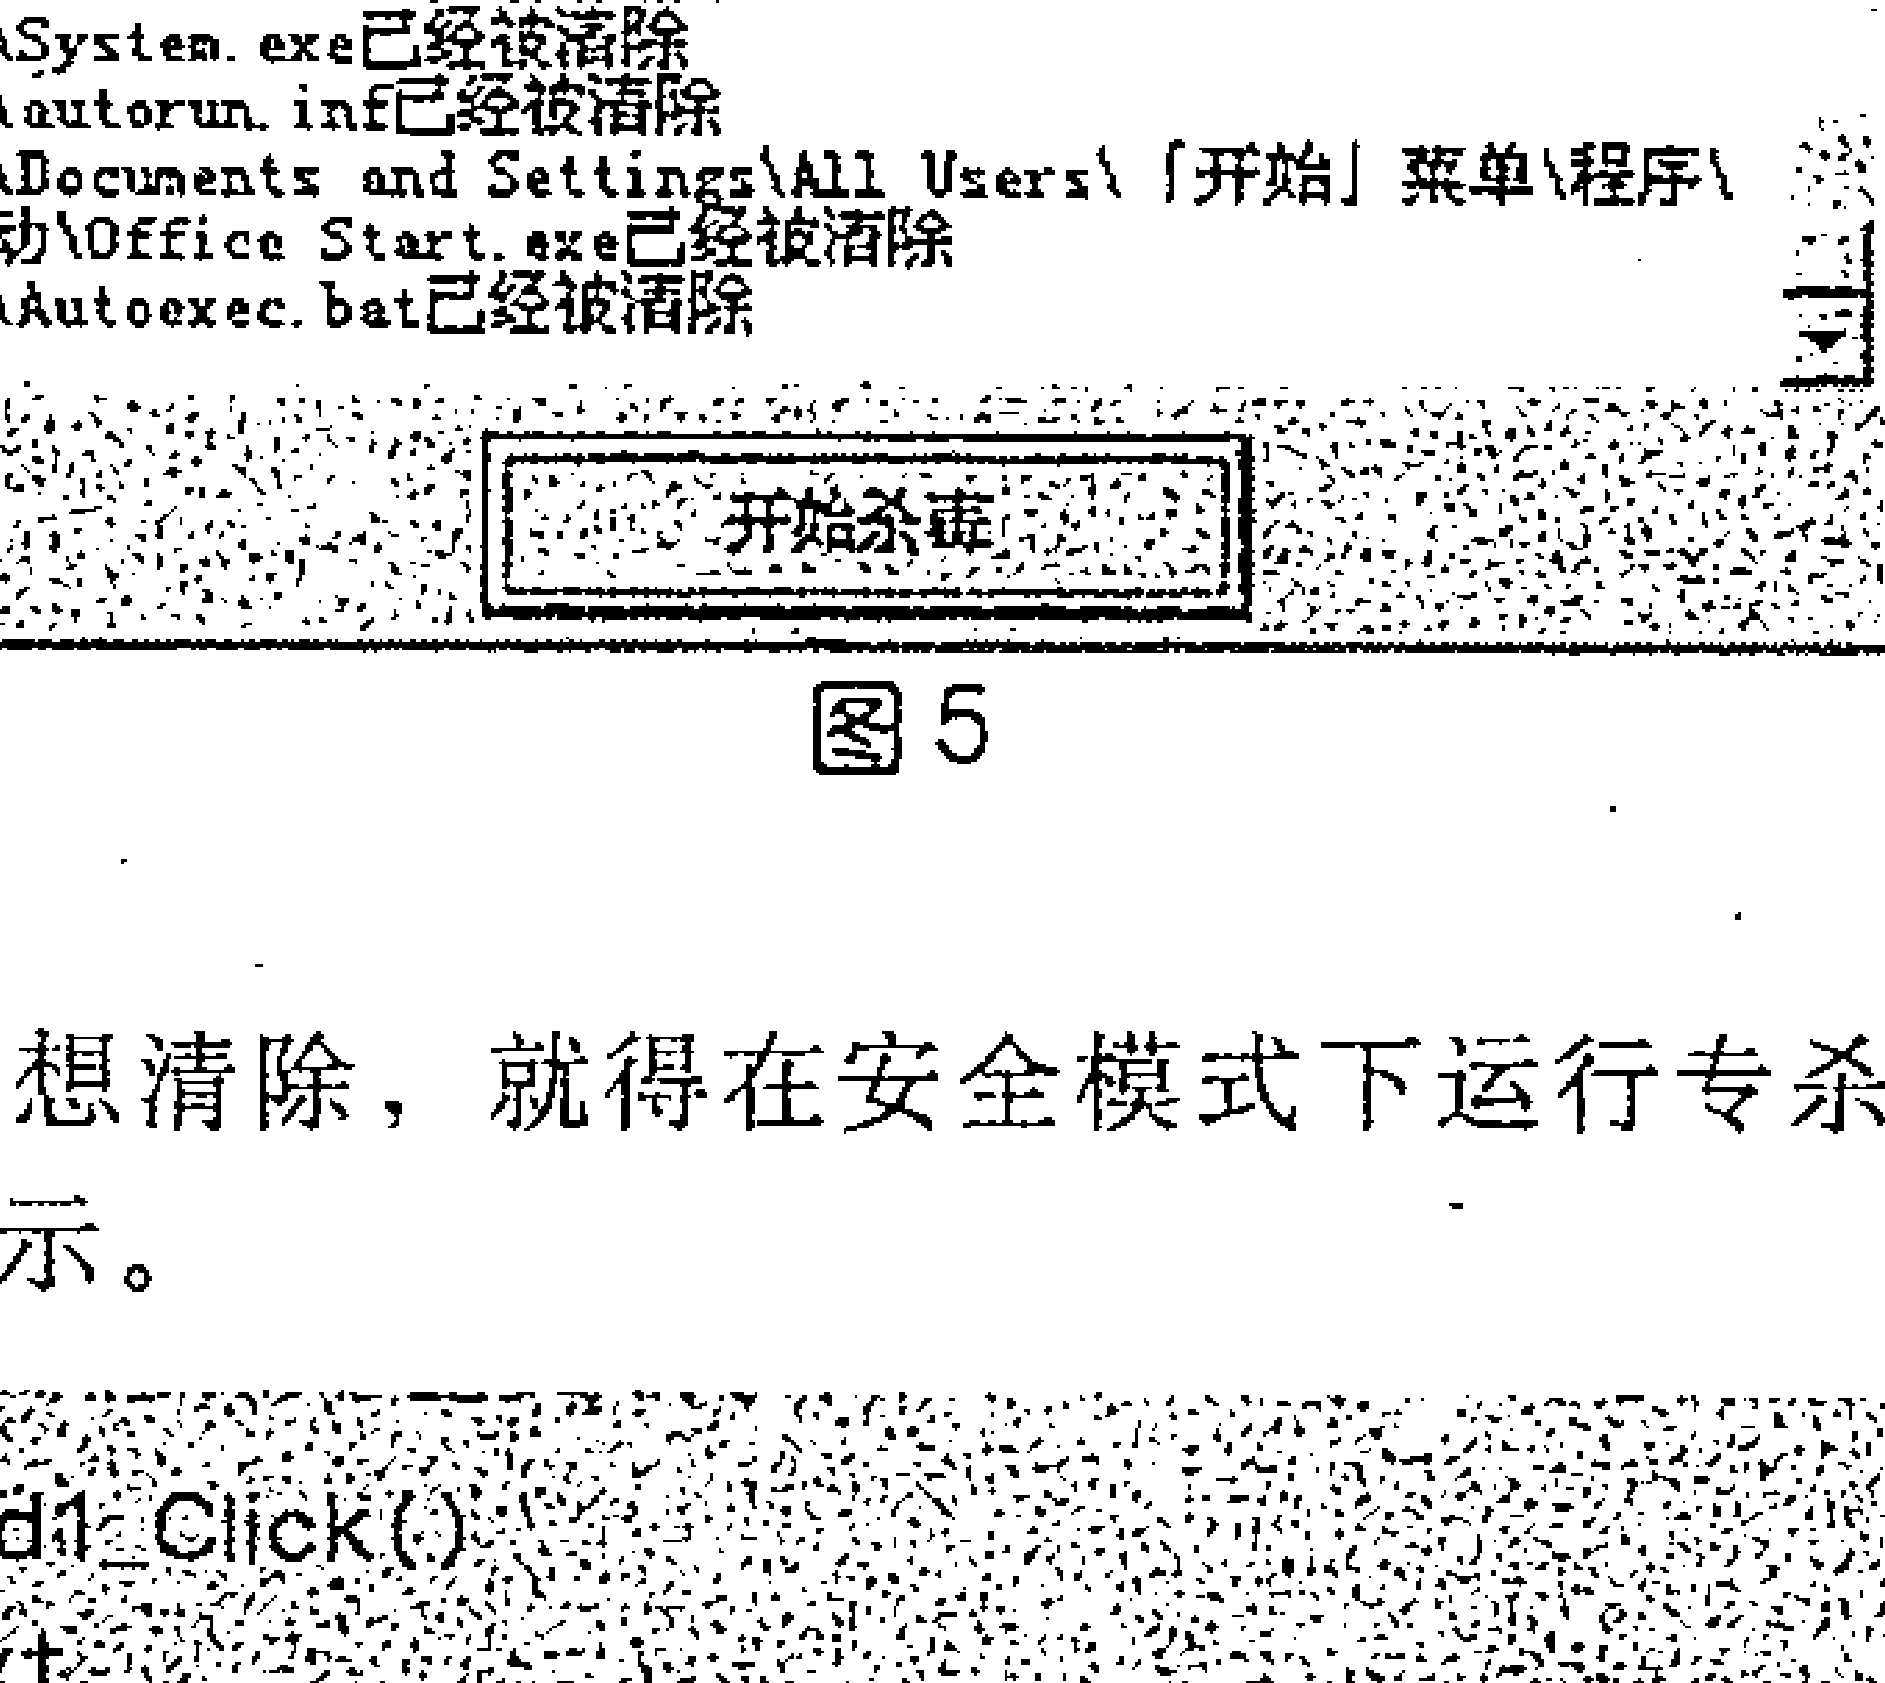 \System.exe已经被清除
\autorun.inf已经被清除
\Documents and Settings\All Users\「开始」菜单\程序\
动\Office Start.exe已经被清除
\Autoexec.bat已经被清除
开始杀毒
图 5
想清除，就得在安全模式下运行专杀
示。
d1_Click()